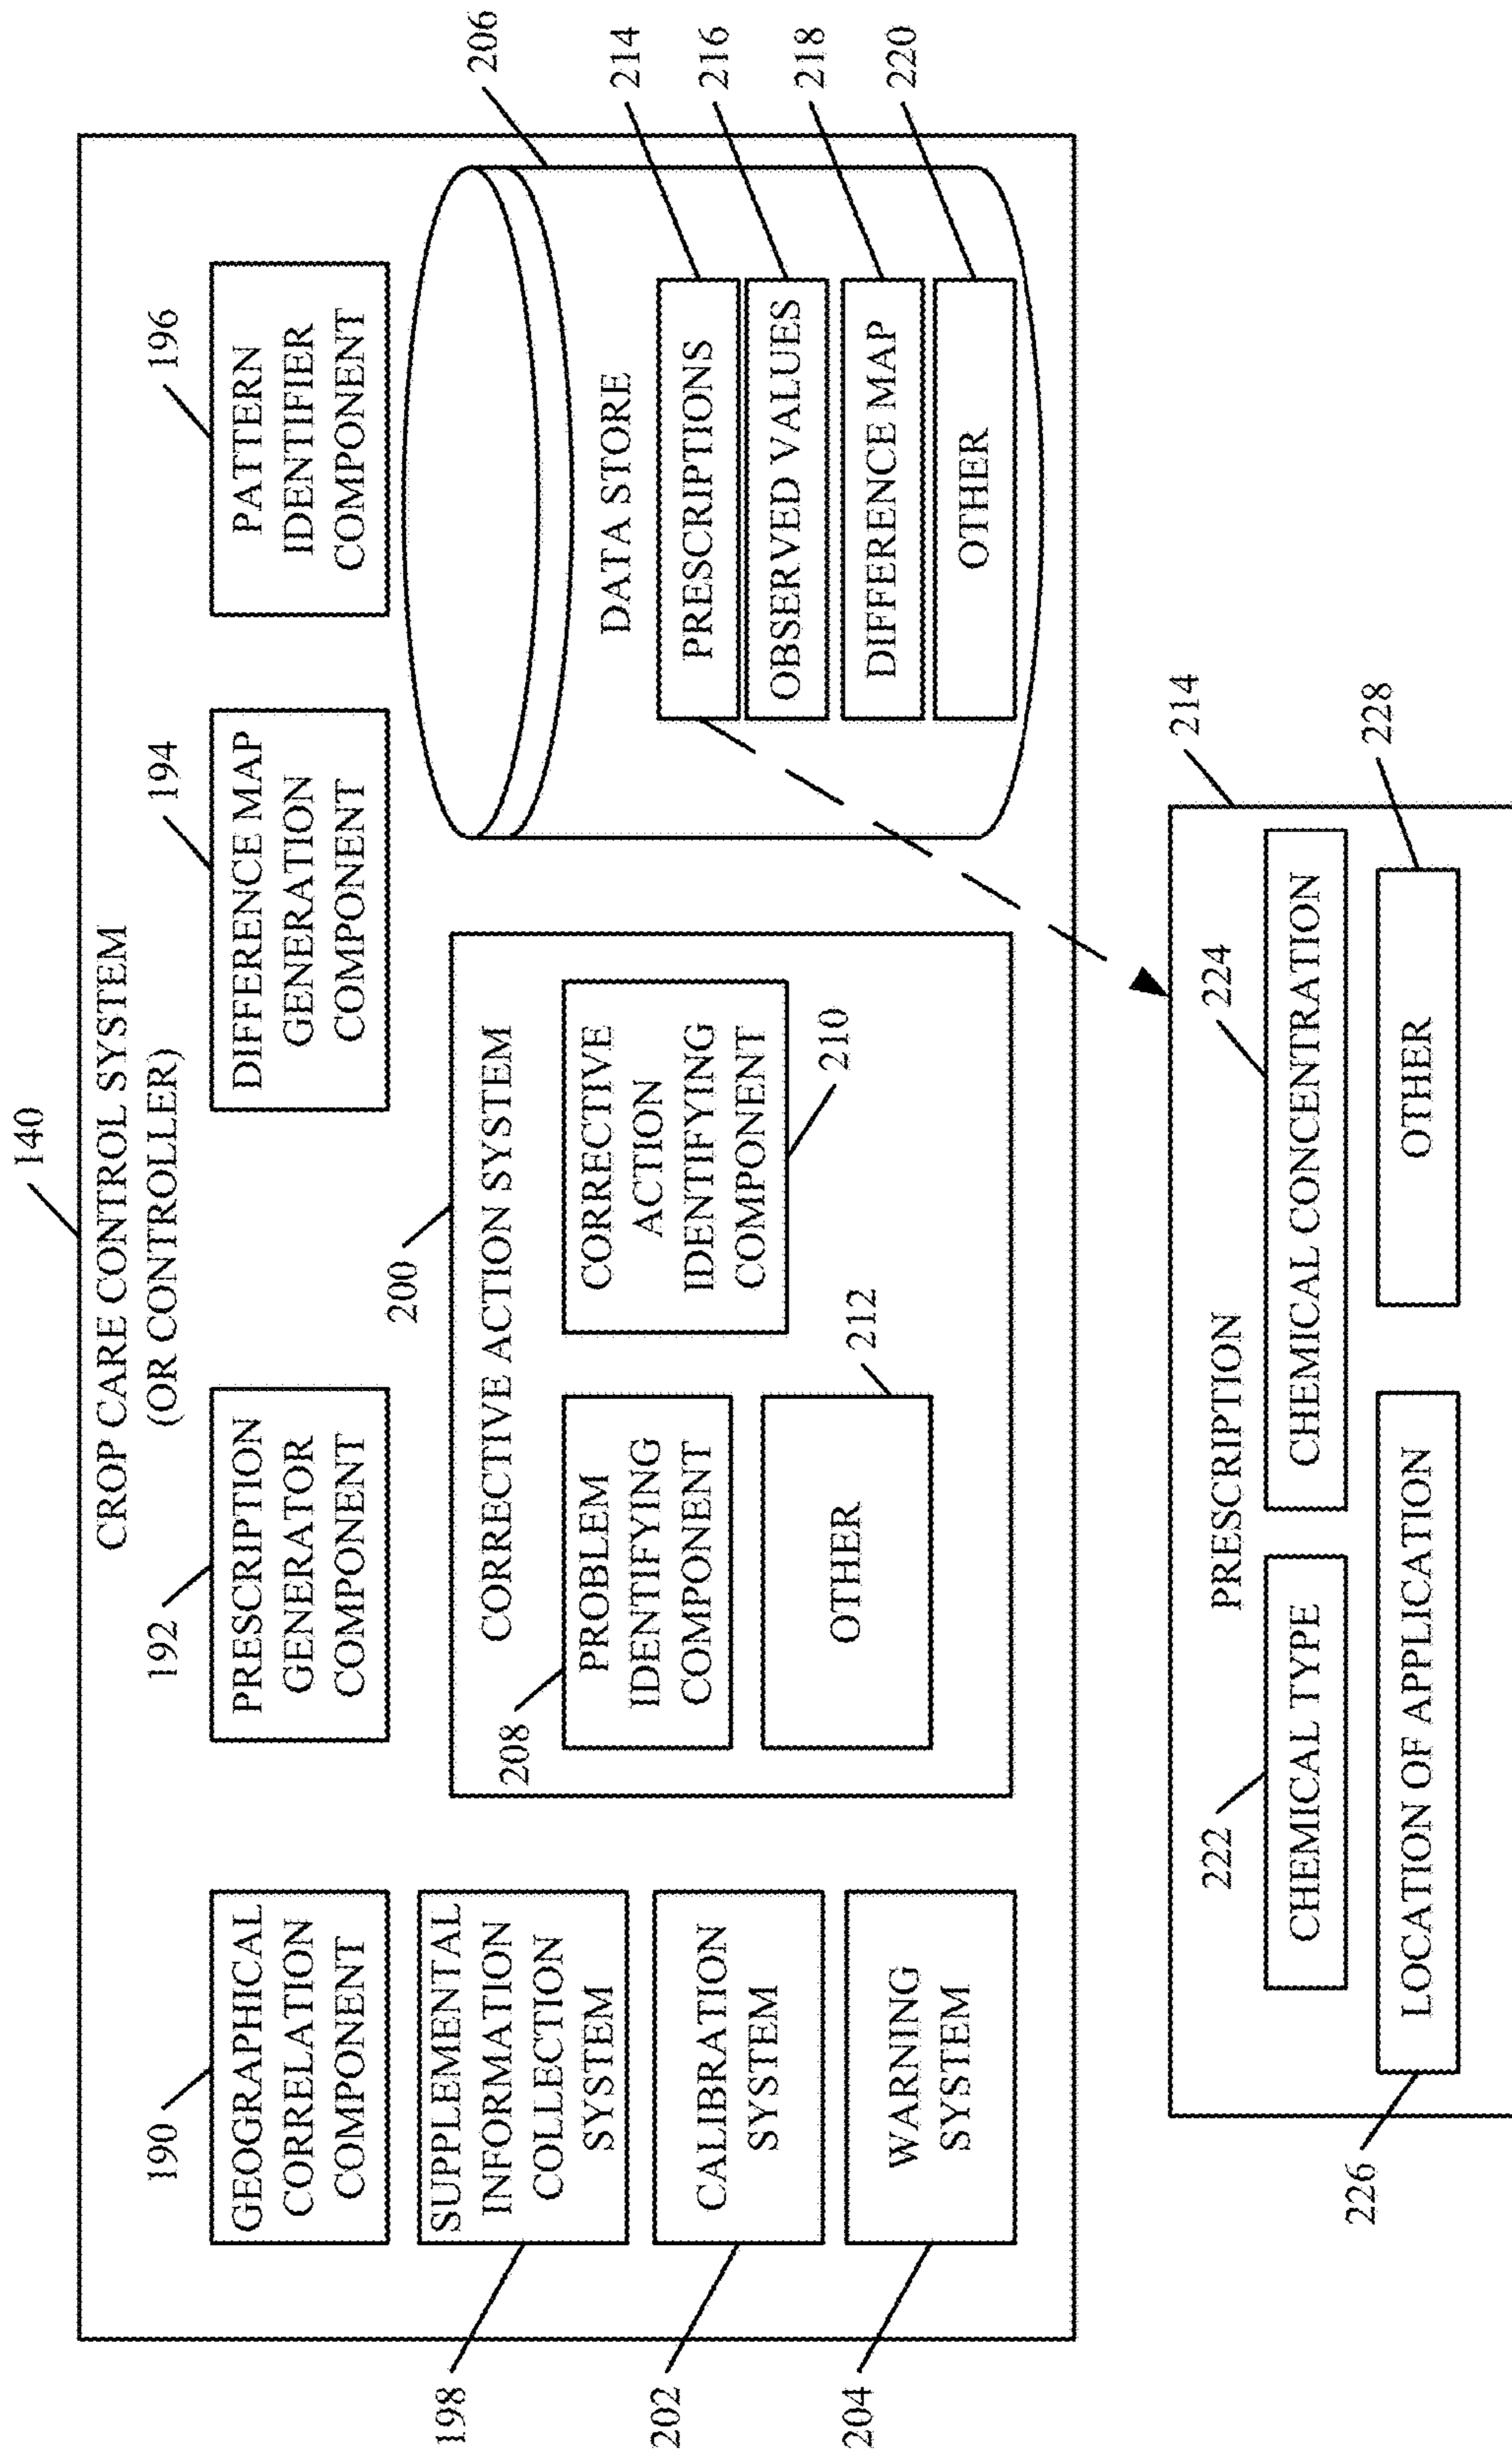 140
CROP CARE CONTROL SYSTEM
(OR CONTROLLER)
190
GEOGRAPHICAL
CORRELATION
COMPONENT
192
PRESCRIPTION
GENERATOR
COMPONENT
194
DIFFERENCE MAP
GENERATION
COMPONENT
196
PATTERN
IDENTIFIER
COMPONENT
198
SUPPLEMENTAL
INFORMATION
COLLECTION
SYSTEM
202
CALIBRATION
SYSTEM
204
WARNING
SYSTEM
200
CORRECTIVE ACTION SYSTEM
208
PROBLEM
IDENTIFYING
COMPONENT
CORRECTIVE
ACTION
IDENTIFYING
COMPONENT
210
212
OTHER
206
DATA STORE
PRESCRIPTIONS
214
OBSERVED VALUES
216
DIFFERENCE MAP
218
OTHER
220
214
PRESCRIPTION
222
CHEMICAL TYPE
224
CHEMICAL CONCENTRATION
226
LOCATION OF APPLICATION
OTHER
228